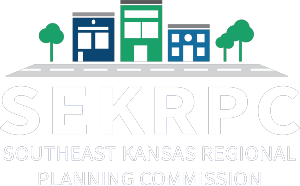 SEKRPC
SOUTHEAST KANSAS REGIONAL
PLANNING COMMISSION